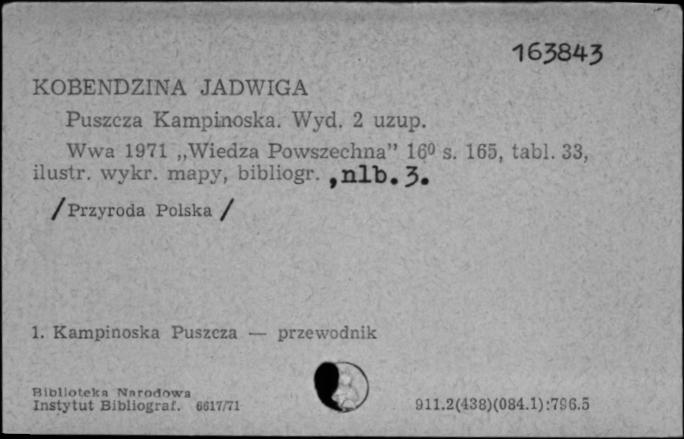 163843
KOBENDZINA JADWIGA
Puszcza Kampinoska. Wyd. 2 uzup.
Wwa 1971 „Wiedza Powszechna” 16⁰ s. 165, tabl. 33,
ilustr. wykr. mapy, bibliogr. , nlb. 3.
/ Przyroda Polska /
1. Kampinoska Puszcza — przewodnik
Biblioteka Narodowa
Instytut Bibliograf. 6617/71
911.2(438)(084.1):796.5